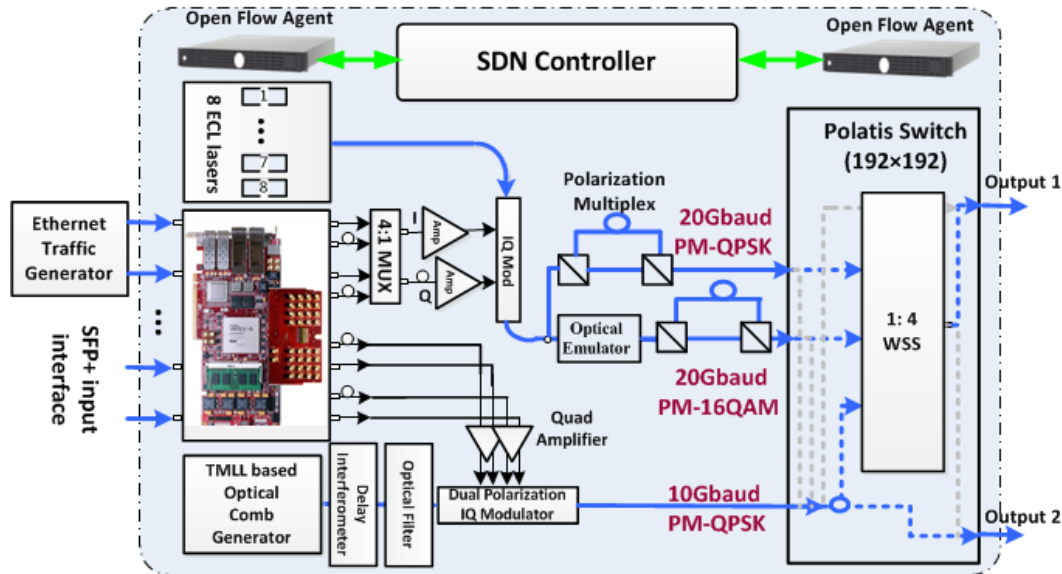 Open Flow Agent
Open Flow Agent
SDN Controller
8 ECL lasers
1
7
8
Polatis Switch
(192×192)
Output 1
Polarization
Multiplex
Ethernet
Traffic
Generator
4:1 MUX
I
Amp
Q
Amp
IQ Mod
20Gbaud
PM-QPSK
Optical
Emulator
1: 4
WSS
20Gbaud
PM-16QAM
SFP+ input
interface
Quad
Amplifier
TMLL based
Optical
Comb
Generator
Delay
Interferometer
Optical Filter
Dual Polarization
IQ Modulator
10Gbaud
PM-QPSK
Output 2